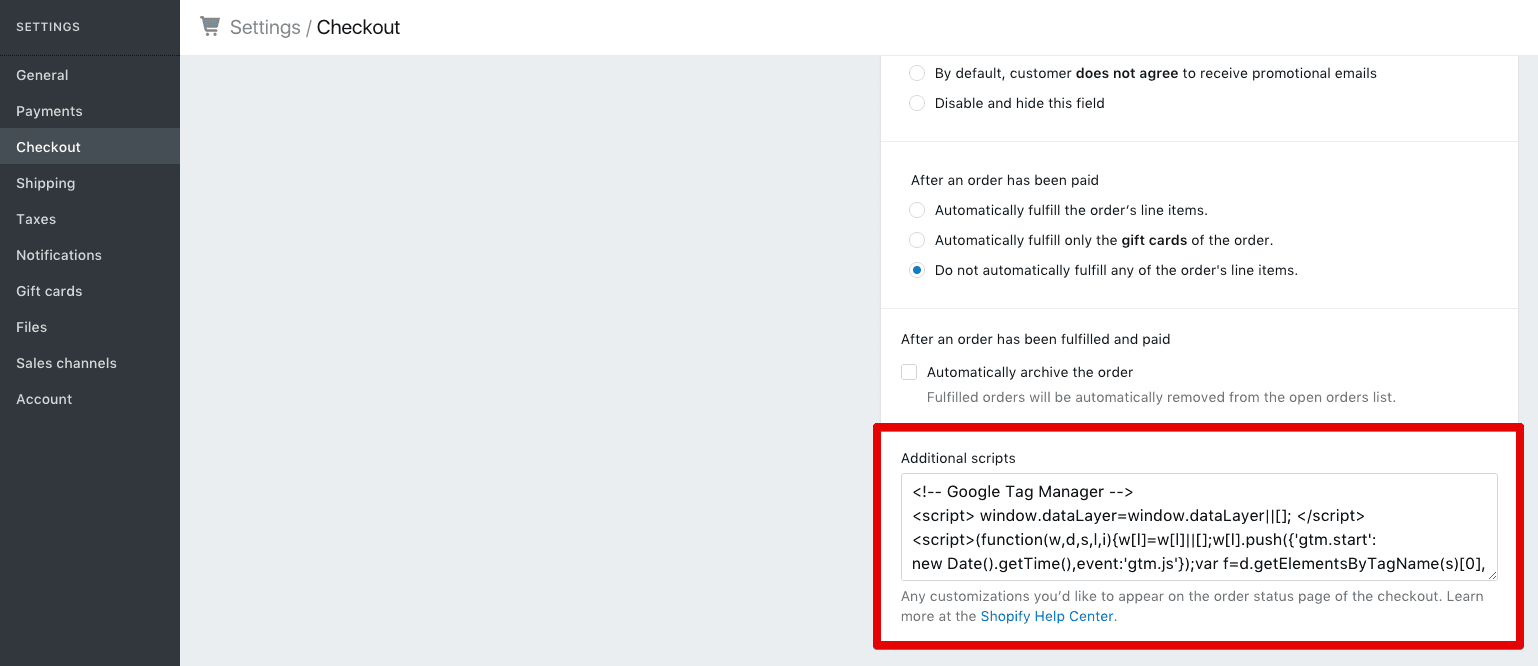 SETTINGS
General
Payments
Checkout
Shipping
Taxes
Notifications
Gift cards
Files
Sales channels
Account
Settings / Checkout
By default, customer does not agree to receive promotional emails
Disable and hide this field
After an order has been paid
Automatically fulfill the order’s line items.
Automatically fulfill only the gift cards of the order.
Do not automatically fulfill any of the order's line items.
After an order has been fulfilled and paid
Automatically archive the order
Fulfilled orders will be automatically removed from the open orders list.
Additional scripts
<!-- Google Tag Manager -->
<script> window.dataLayer=window.dataLayer||[]; </script>
<script>(function(w,d,s,l,i){w[l]=w[l]||[];w[l].push({'gtm.start':
new Date().getTime(),event:'gtm.js'});var f=d.getElementsByTagName(s)[0],
Any customizations you’d like to appear on the order status page of the checkout. Learn
more at the Shopify Help Center.